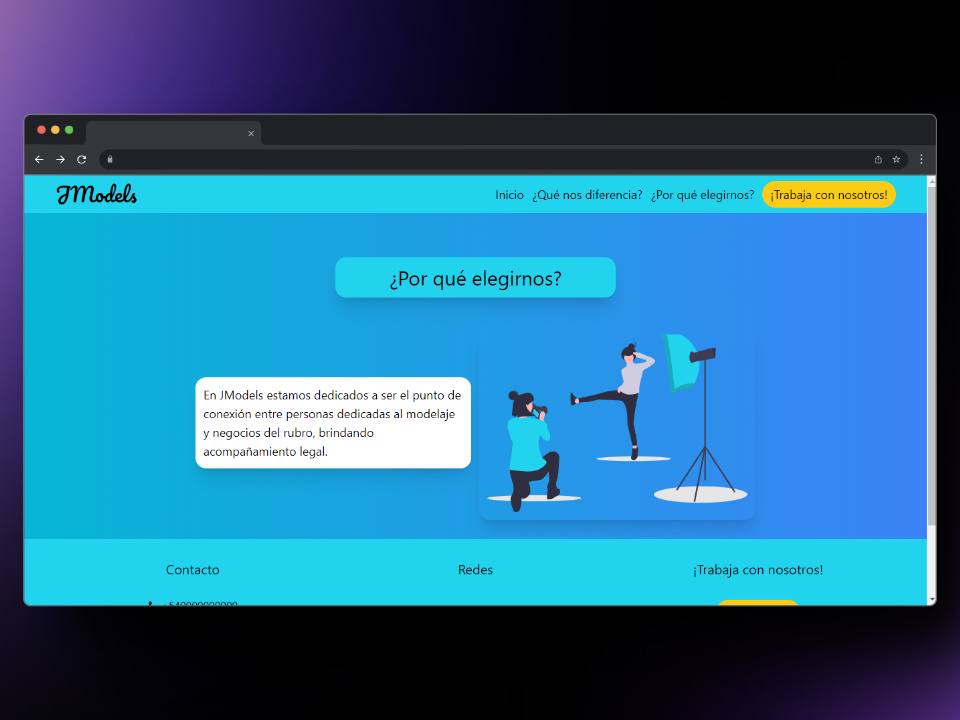 JModels
Inicio ¿Qué nos diferencia? ¿Por qué elegirnos? ¡Trabaja con nosotros!
¿Por qué elegirnos?
En JModels estamos dedicados a ser el punto de
conexión entre personas dedicadas al modelaje
y negocios del rubro, brindando
acompañamiento legal.
Contacto Redes ¡Trabaja con nosotros!